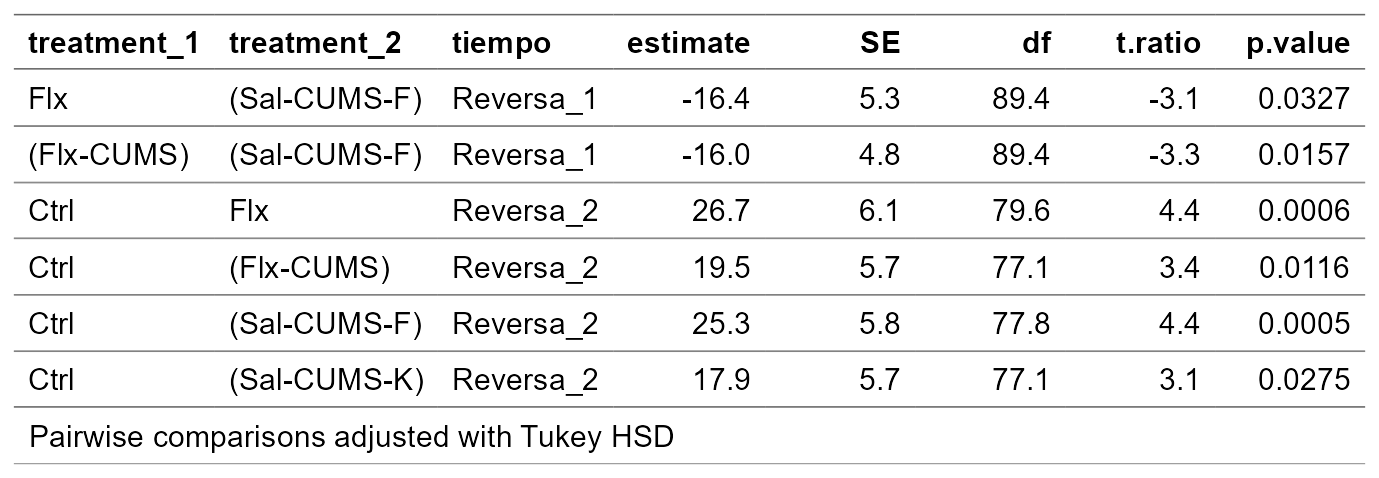 treatment_1 treatment_2 tiempo estimate SE df t.ratio p.value
Flx (Sal-CUMS-F) Reversa_1 -16.4 5.3 89.4 -3.1 0.0327
(Flx-CUMS) (Sal-CUMS-F) Reversa_1 -16.0 4.8 89.4 -3.3 0.0157
Ctrl Flx Reversa_2 26.7 6.1 79.6 4.4 0.0006
Ctrl (Flx-CUMS) Reversa_2 19.5 5.7 77.1 3.4 0.0116
Ctrl (Sal-CUMS-F) Reversa_2 25.3 5.8 77.8 4.4 0.0005
Ctrl (Sal-CUMS-K) Reversa_2 17.9 5.7 77.1 3.1 0.0275
Pairwise comparisons adjusted with Tukey HSD